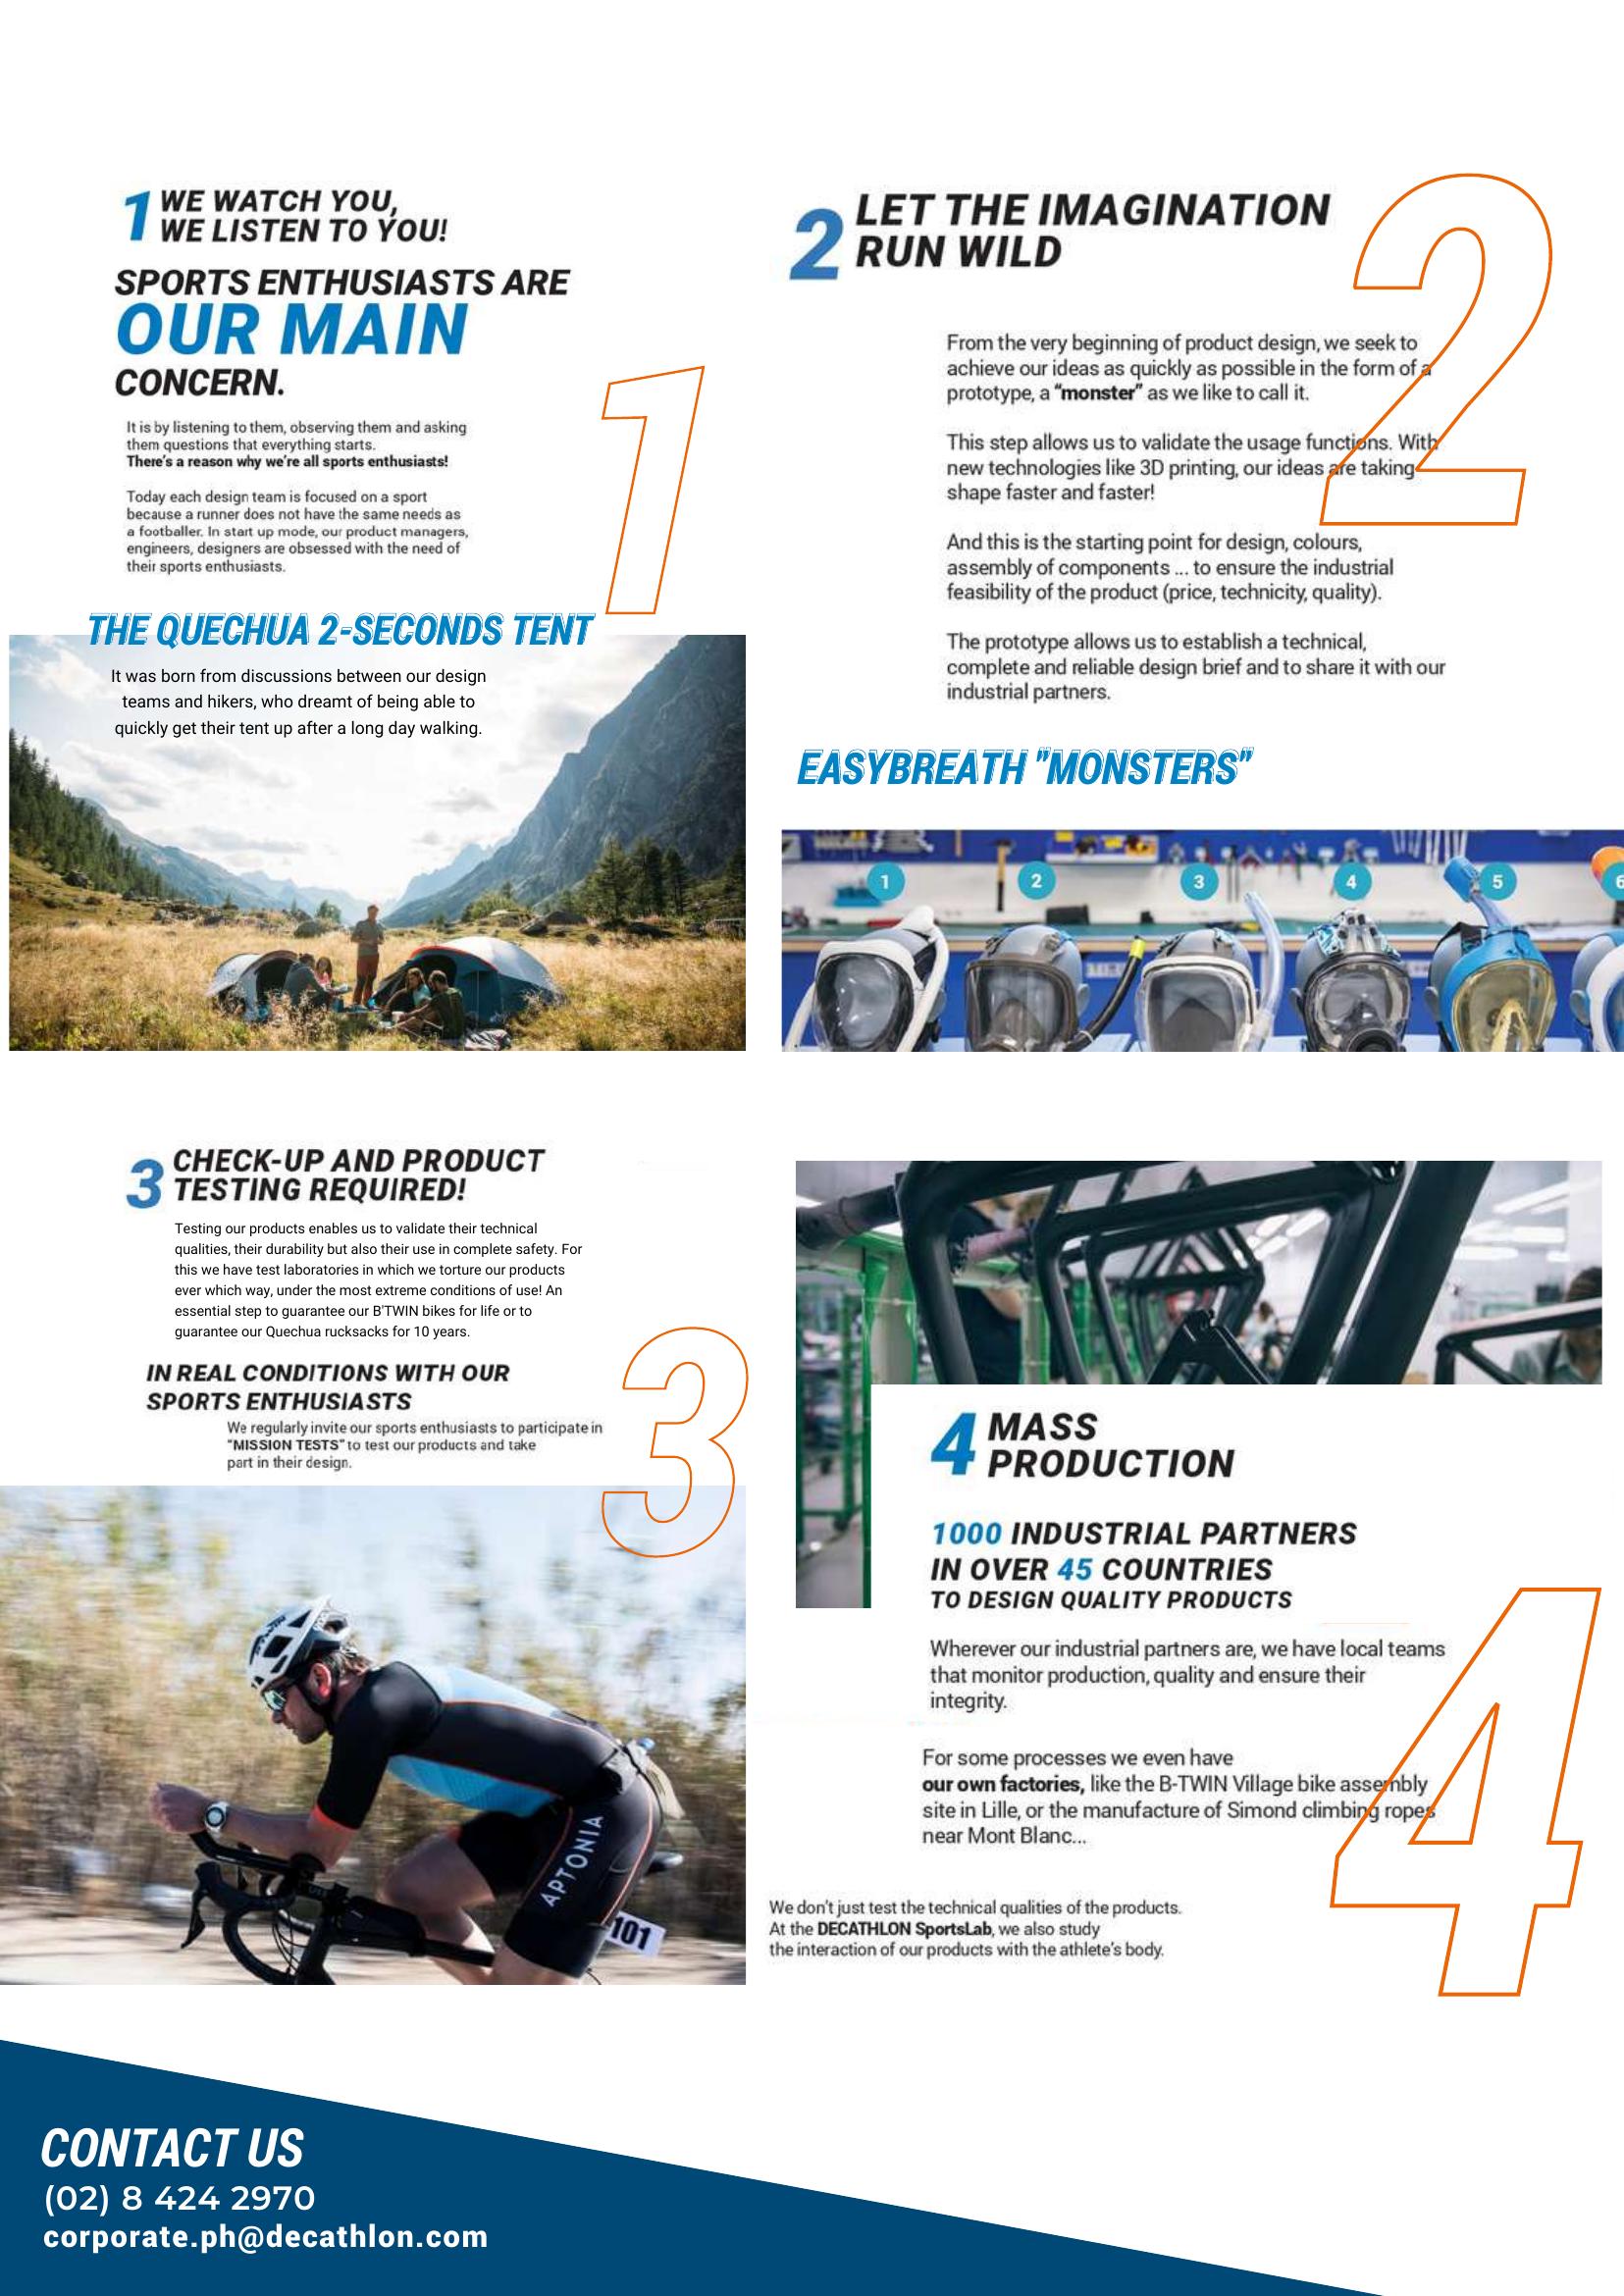 1 WE WATCH YOU,
WE LISTEN TO YOU!
SPORTS ENTHUSIASTS ARE
OUR MAIN
CONCERN.
It is by listening to them, observing them and asking
them questions that everything starts.
There's a reason why we're all sports enthusiasts!
Today each design team is focused on a sport
because a runner does not have the same needs as
a footballer. In start up mode, our product managers,
engineers, designers are obsessed with the need of
their sports enthusiasts.
1
THE QUECHUA 2-SECONDS TENT
It was born from discussions between our design
teams and hikers, who dreamt of being able to
quickly get their tent up after a long day walking.
2 LET THE IMAGINATION
RUN WILD
2
From the very beginning of product design, we seek to
achieve our ideas as quickly as possible in the form of a
prototype, a "monster" as we like to call it.
This step allows us to validate the usage functions. With
new technologies like 3D printing, our ideas are taking
shape faster and faster!
And this is the starting point for design, colours,
assembly of components ... to ensure the industrial
feasibility of the product (price, technicity, quality).
The prototype allows us to establish a technical,
complete and reliable design brief and to share it with our
industrial partners.
EASYBREATH "MONSTERS"
1 2 3 4 5 6
3 CHECK-UP AND PRODUCT
TESTING REQUIRED!
Testing our products enables us to validate their technical
qualities, their durability but also their use in complete safety. For
this we have test laboratories in which we torture our products
ever which way, under the most extreme conditions of use! An
essential step to guarantee our B'TWIN bikes for life or to
guarantee our Quechua rucksacks for 10 years.
IN REAL CONDITIONS WITH OUR
SPORTS ENTHUSIASTS
We regularly invite our sports enthusiasts to participate in
"MISSION TESTS" to test our products and take
part in their design.
3
APTONIA
101
4 MASS
PRODUCTION
1000 INDUSTRIAL PARTNERS
IN OVER 45 COUNTRIES
TO DESIGN QUALITY PRODUCTS
Wherever our industrial partners are, we have local teams
that monitor production, quality and ensure their
integrity.
For some processes we even have
our own factories, like the B-TWIN Village bike assembly
site in Lille, or the manufacture of Simond climbing ropes
near Mont Blanc...
4
We don't just test the technical qualities of the products.
At the DECATHLON SportsLab, we also study
the interaction of our products with the athlete's body.
CONTACT US
(02) 8 424 2970
corporate.ph@decathlon.com